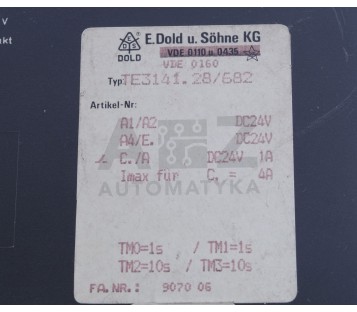 V
nkt
DOLD
E.Dold u. Söhne KG
VDE 0110 u 0435
VDE 0160
Typ TE3141.28/682
Artikel-Nr:
A1/A2 DC24V
A4/E. DC24V
C./A DC24V 1A
Imax für C. = 4A
AUTOMATYKA
TM0=1s / TM1=1s
TM2=10s / TM3=10s
FA.NR.: 9070 06